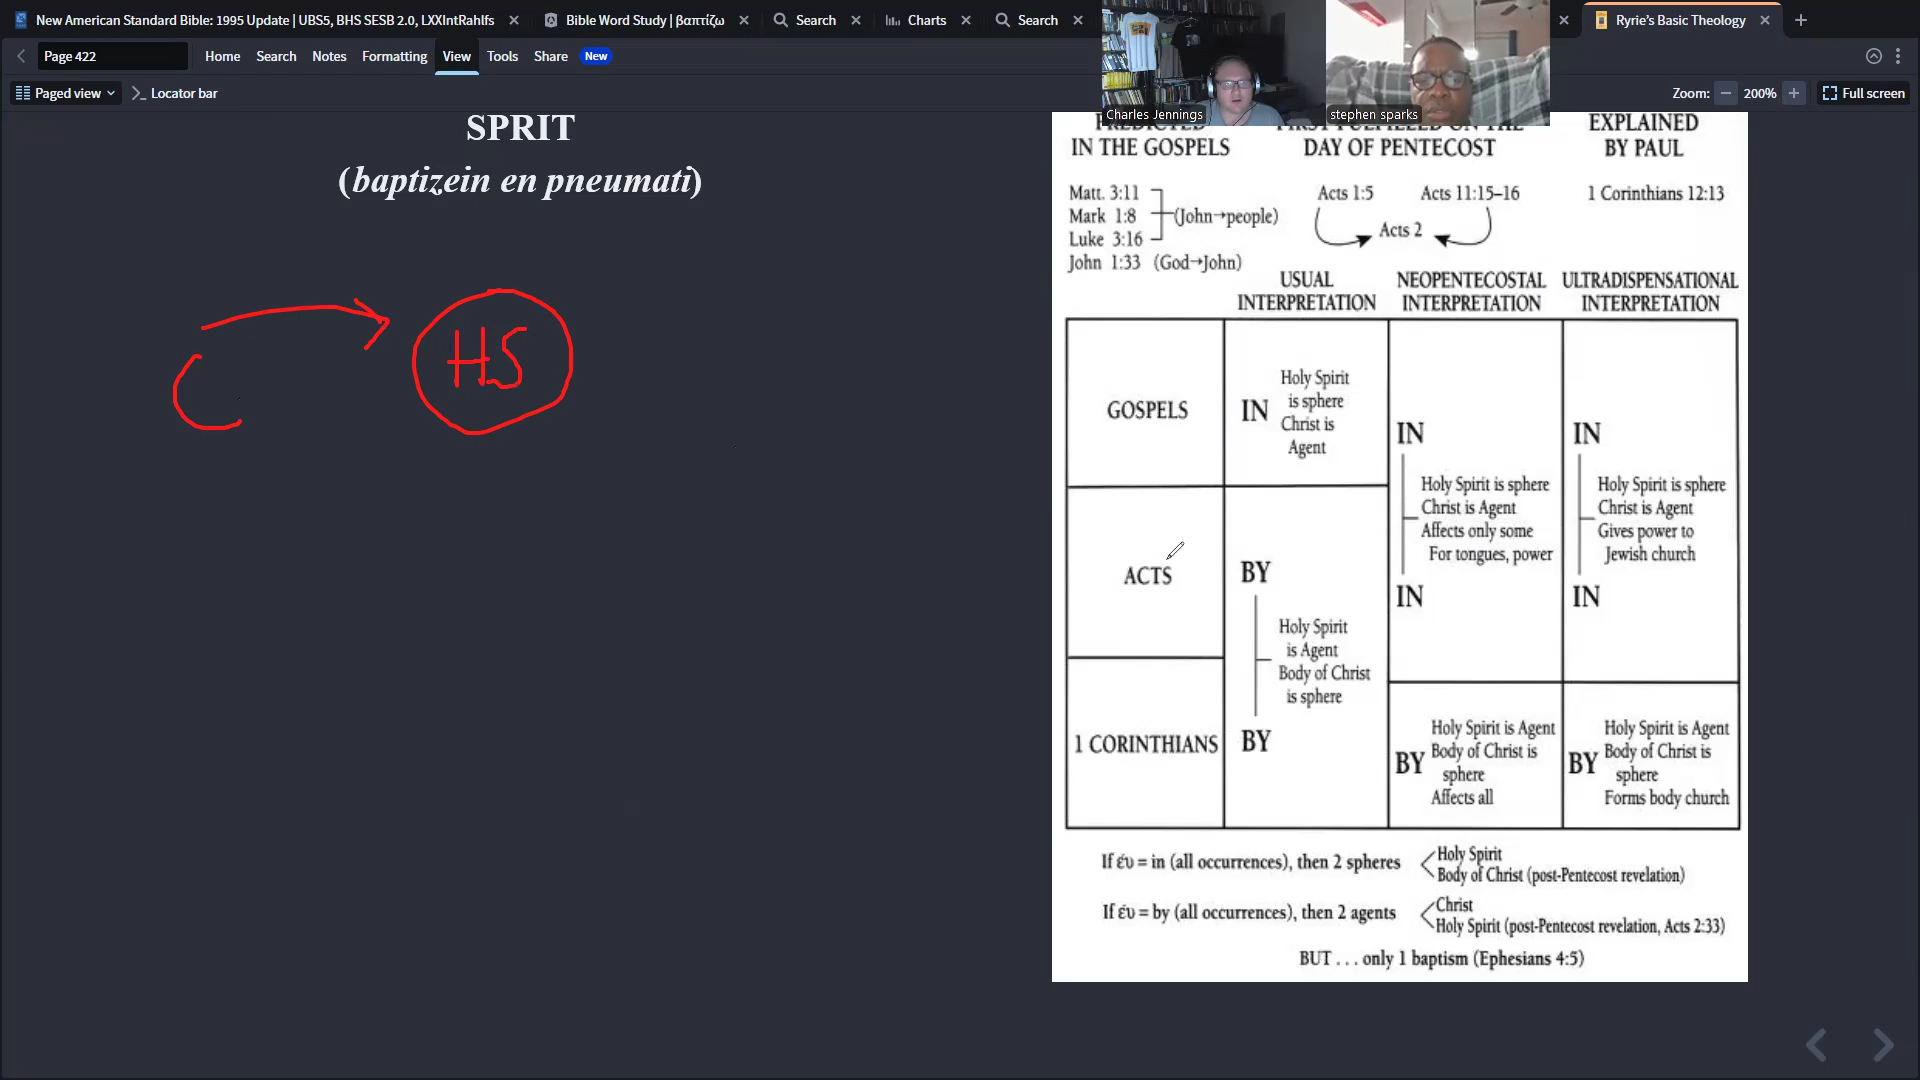 New American Standard Bible: 1995 Update | UBS5, BHS SESB 2.0, LXXIntRahlfs
Bible Word Study | βαπτίζω
Search
Charts
Search
Ryrie's Basic Theology
Page 422
Home
Search
Notes
Formatting
View
Tools
Share
New
Paged view
Locator bar
Zoom:
200%
Full screen
Charles Jennings
stephen sparks
SPRIT
(baptizein en pneumati)
HS
IN THE GOSPELS
DAY OF PENTECOST
EXPLAINED
BY PAUL
Matt. 3:11
Mark 1:8
Luke 3:16
(John→people)
John 1:33 (God→John)
Acts 1:5
Acts 11:15–16
Acts 2
1 Corinthians 12:13
USUAL
INTERPRETATION
NEOPENTECOSTAL
INTERPRETATION
ULTRADISPENSATIONAL
INTERPRETATION
GOSPELS
IN
Holy Spirit
is sphere
Christ is
Agent
ACTS
BY
Holy Spirit
is Agent
Body of Christ
is sphere
1 CORINTHIANS
BY
IN
Holy Spirit is sphere
Christ is Agent
Affects only some
For tongues, power
IN
BY
Holy Spirit is Agent
Body of Christ is
sphere
Affects all
IN
Holy Spirit is sphere
Christ is Agent
Gives power to
Jewish church
IN
BY
Holy Spirit is Agent
Body of Christ is
sphere
Forms body church
If ἐυ = in (all occurrences), then 2 spheres
Holy Spirit
Body of Christ (post-Pentecost revelation)
If ἐυ = by (all occurrences), then 2 agents
Christ
Holy Spirit (post-Pentecost revelation, Acts 2:33)
BUT . . . only 1 baptism (Ephesians 4:5)